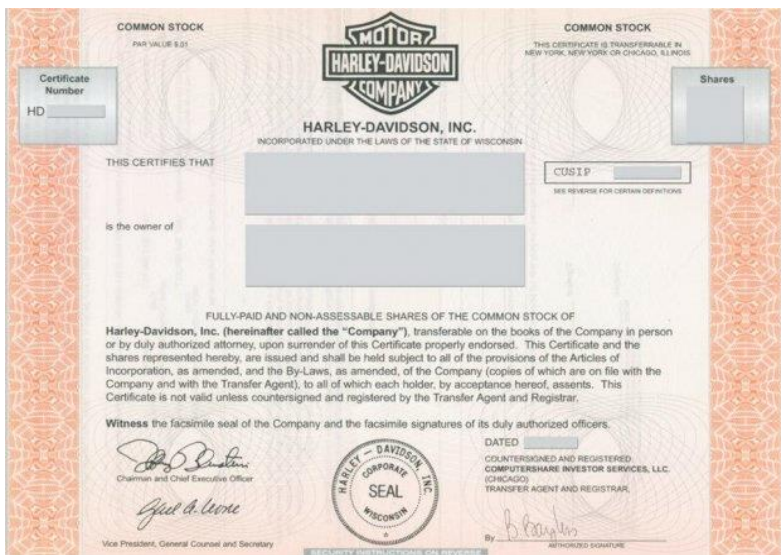 COMMON STOCK
PAR VALUE $.01
MOTOR
HARLEY-DAVIDSON
COMPANY
COMMON STOCK
THIS CERTIFICATE IS TRANSFERRABLE IN
NEW YORK, NEW YORK OR CHICAGO, ILLINOIS
Certificate
Number
HD
Shares
HARLEY-DAVIDSON, INC.
INCORPORATED UNDER THE LAWS OF THE STATE OF WISCONSIN
THIS CERTIFIES THAT
CUSIP
SEE REVERSE FOR CERTAIN DEFINITIONS
is the owner of
FULLY-PAID AND NON-ASSESSABLE SHARES OF THE COMMON STOCK OF
Harley-Davidson, Inc. (hereinafter called the "Company"), transferable on the books of the Company in person
or by duly authorized attorney, upon surrender of this Certificate properly endorsed. This Certificate and the
shares represented hereby, are issued and shall be held subject to all of the provisions of the Articles of
Incorporation, as amended, and the By-Laws, as amended, of the Company (copies of which are on file with the
Company and with the Transfer Agent), to all of which each holder, by acceptance hereof, assents. This
Certificate is not valid unless countersigned and registered by the Transfer Agent and Registrar.
Witness the facsimile seal of the Company and the facsimile signatures of its duly authorized officers.
Chairman and Chief Executive Officer
Gail A. Lione
Vice President, General Counsel and Secretary
HARLEY – DAVIDSON, INC.
CORPORATE
SEAL
WISCONSIN
DATED
COUNTERSIGNED AND REGISTERED:
COMPUTERSHARE INVESTOR SERVICES, LLC.
(CHICAGO)
TRANSFER AGENT AND REGISTRAR,
By
AUTHORIZED SIGNATURE
SECURITY INSTRUCTIONS ON REVERSE